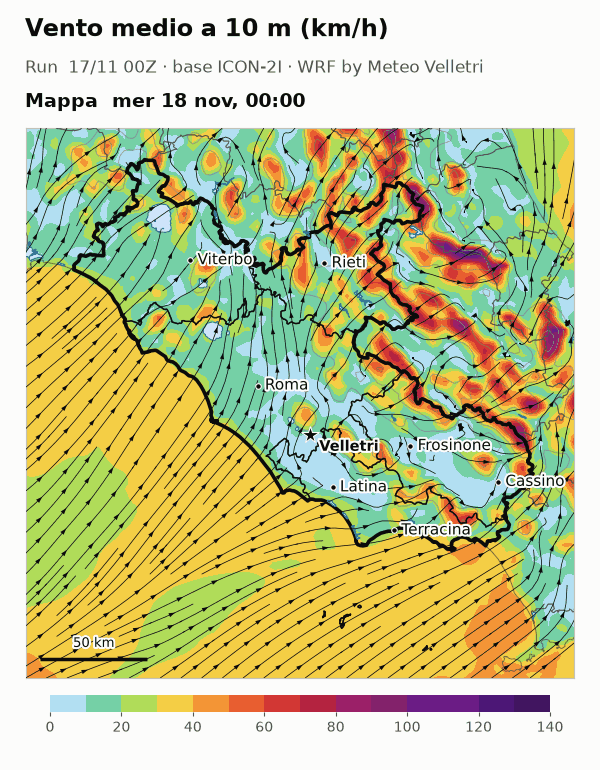 Vento medio a 10 m (km/h)
Run 17/11 00Z · base ICON-2I · WRF by Meteo Velletri
Mappa mer 18 nov, 00:00
Viterbo
Rieti
Roma
Velletri
Frosinone
Latina
Cassino
Terracina
50 km
0 20 40 60 80 100 120 140